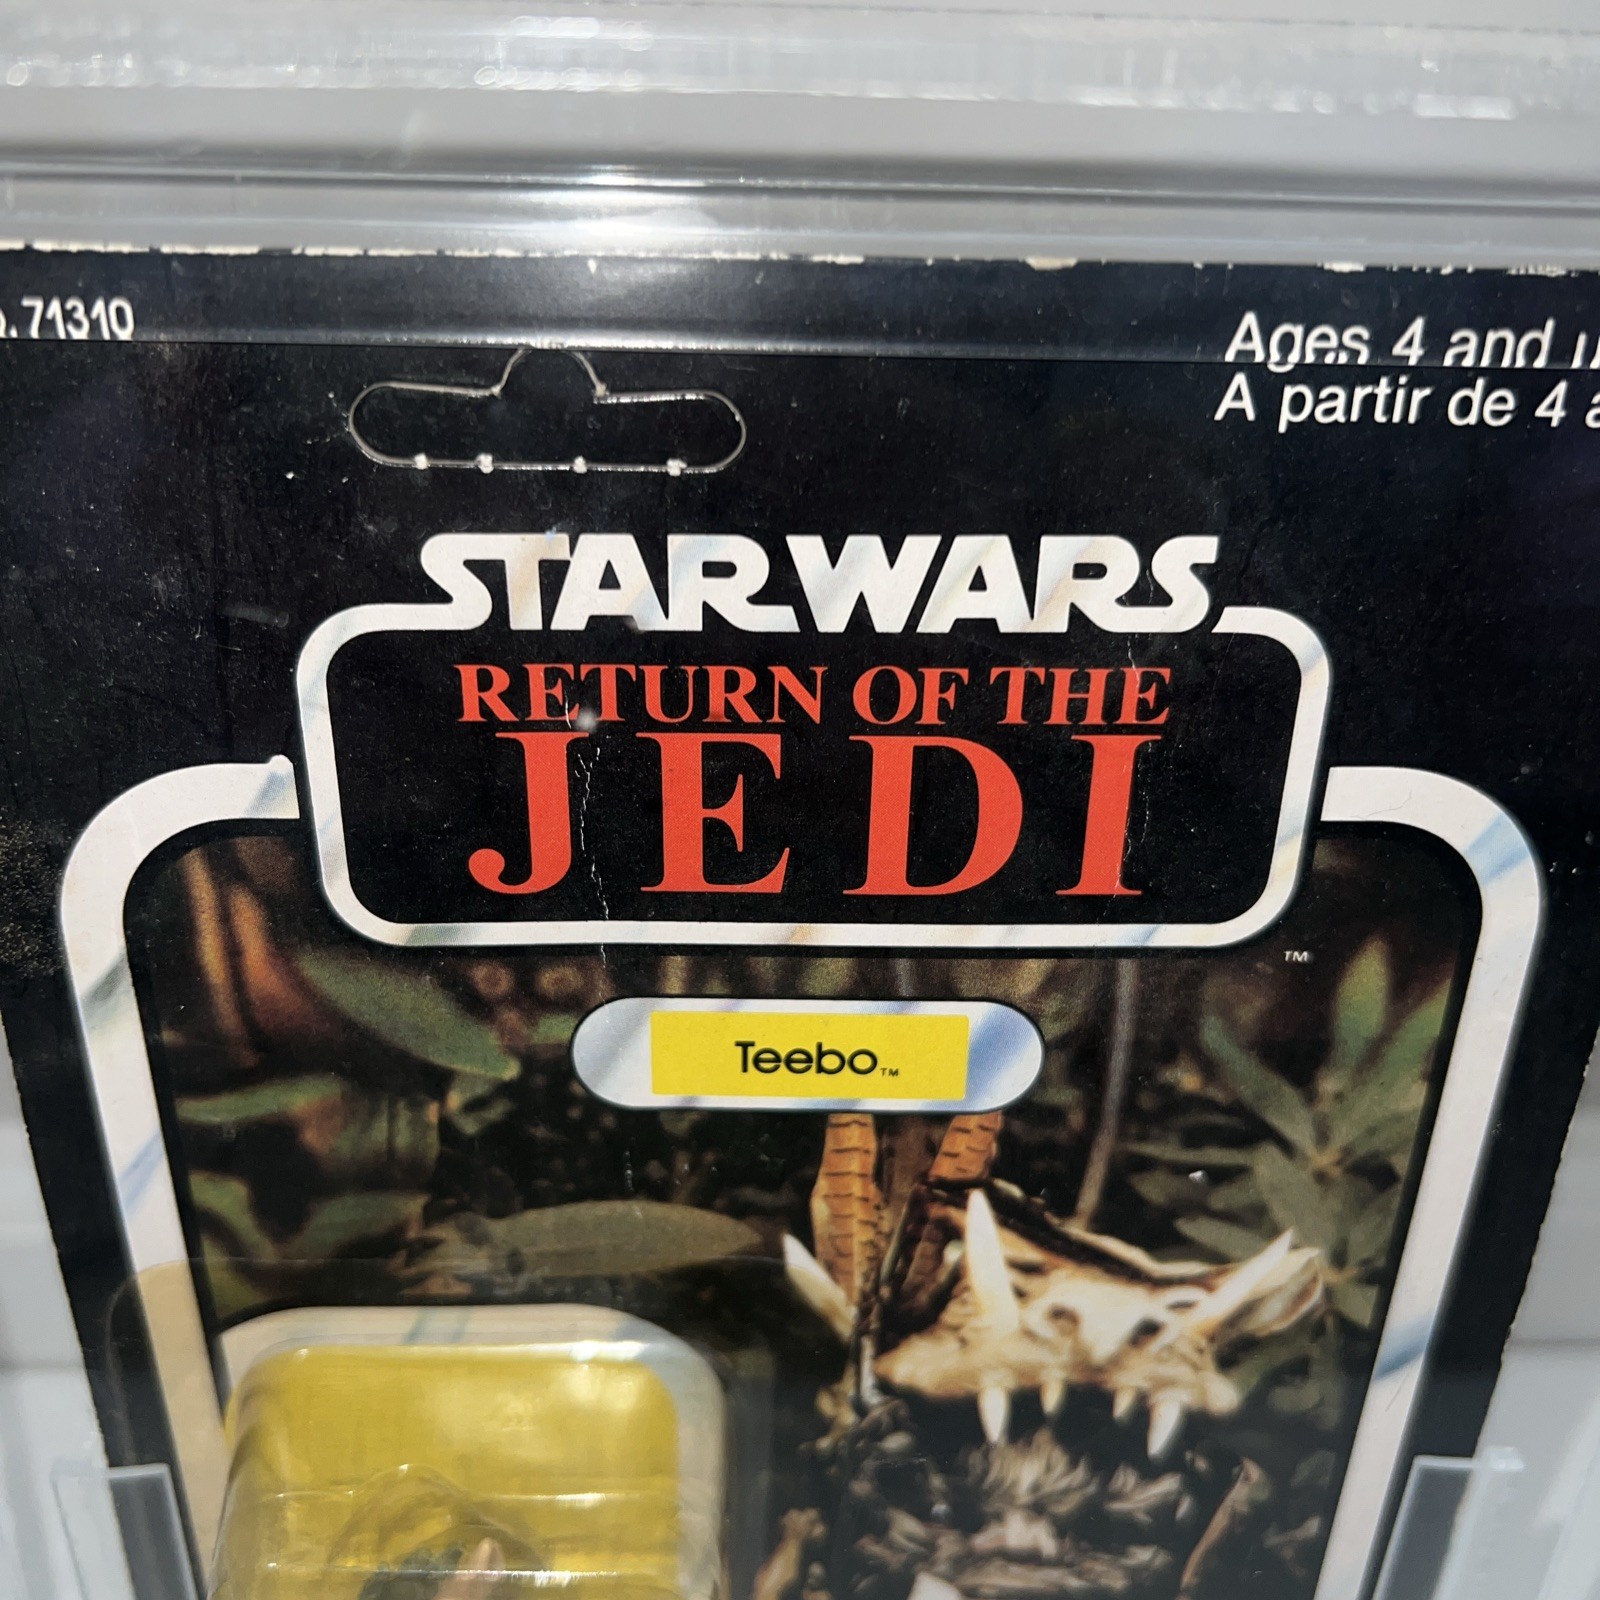 71310
Ages 4 and
A partir de 4
STAR WARS
RETURN OF THE
JEDI
TM
Teebo TM